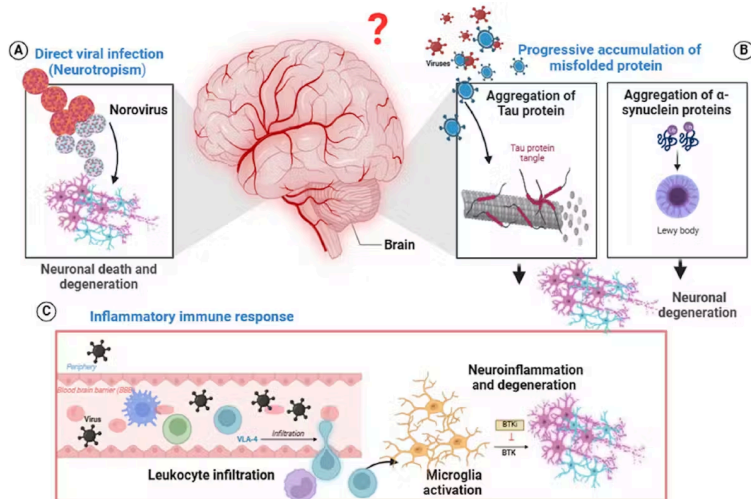 ?
A
Direct viral infection
(Neurotropism)
Norovirus
Neuronal death and
degeneration
Brain
Viruses
Progressive accumulation of
misfolded protein
B
Aggregation of
Tau protein
Tau protein
tangle
Aggregation of α-
synuclein proteins
Lewy body
Neuronal
degeneration
C
Inflammatory immune response
Periphery
Blood brain barrier (BBB)
Virus
VLA-4
Infiltration
Leukocyte infiltration
Microglia
activation
Neuroinflammation
and degeneration
BTKi
BTK